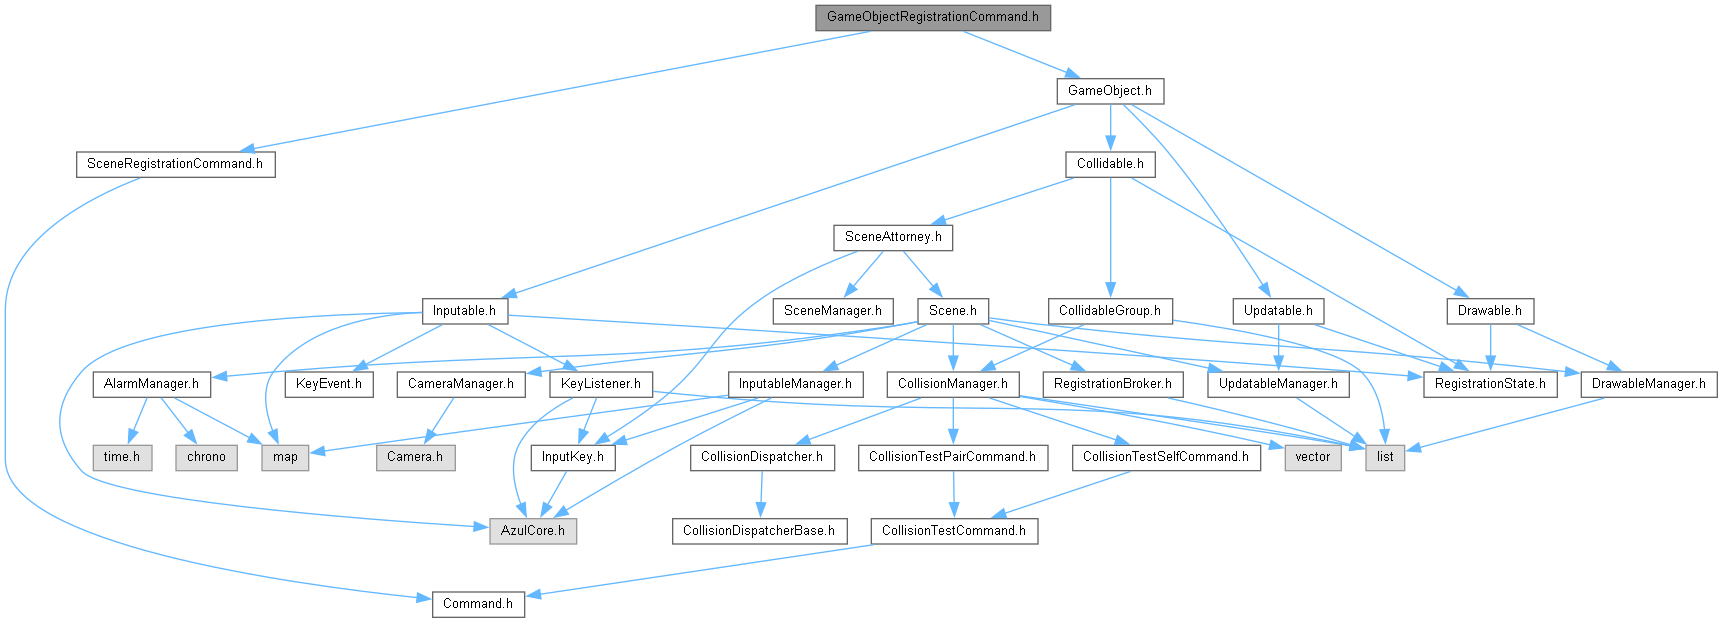 GameObjectRegistrationCommand.h
GameObject.h
SceneRegistrationCommand.h
Collidable.h
SceneAttorney.h
Inputable.h
SceneManager.h
Scene.h
CollidableGroup.h
Updatable.h
Drawable.h
AlarmManager.h
KeyEvent.h
CameraManager.h
KeyListener.h
InputableManager.h
CollisionManager.h
RegistrationBroker.h
UpdatableManager.h
RegistrationState.h
DrawableManager.h
time.h
chrono
map
Camera.h
InputKey.h
CollisionDispatcher.h
CollisionTestPairCommand.h
CollisionTestSelfCommand.h
vector
list
AzulCore.h
CollisionDispatcherBase.h
CollisionTestCommand.h
Command.h